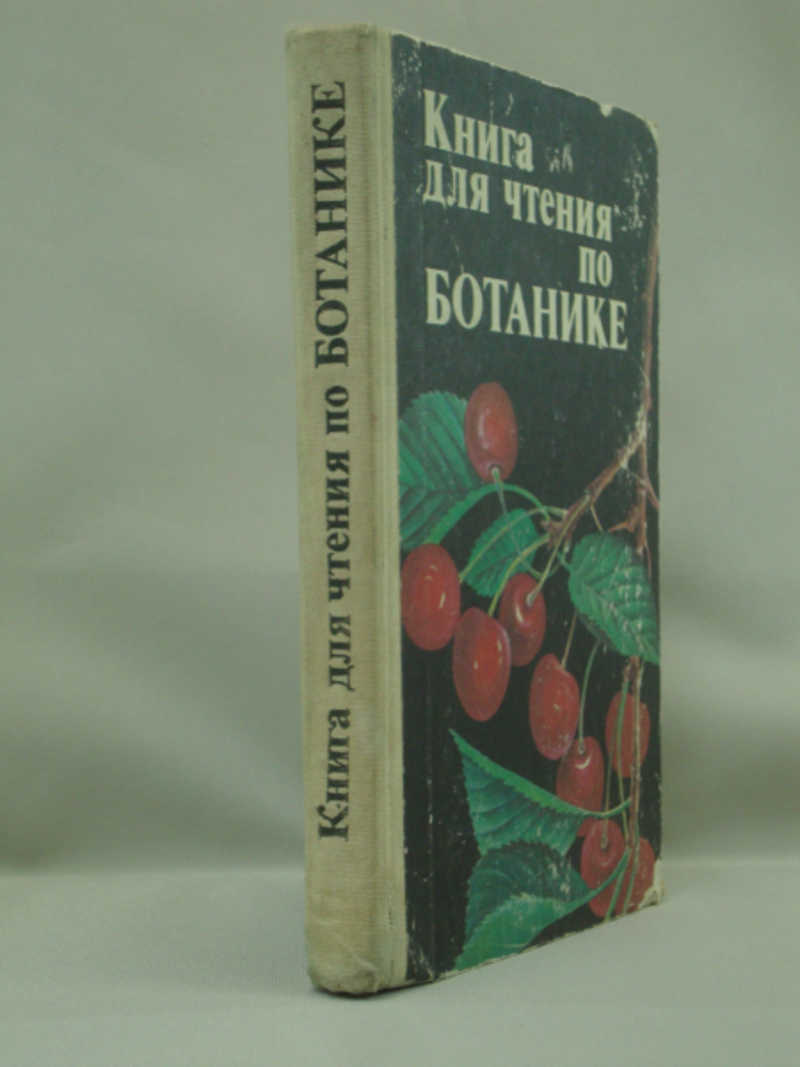 Книга для чтения по БОТАНИКЕ
Книга
для чтения
по
БОТАНИКЕ